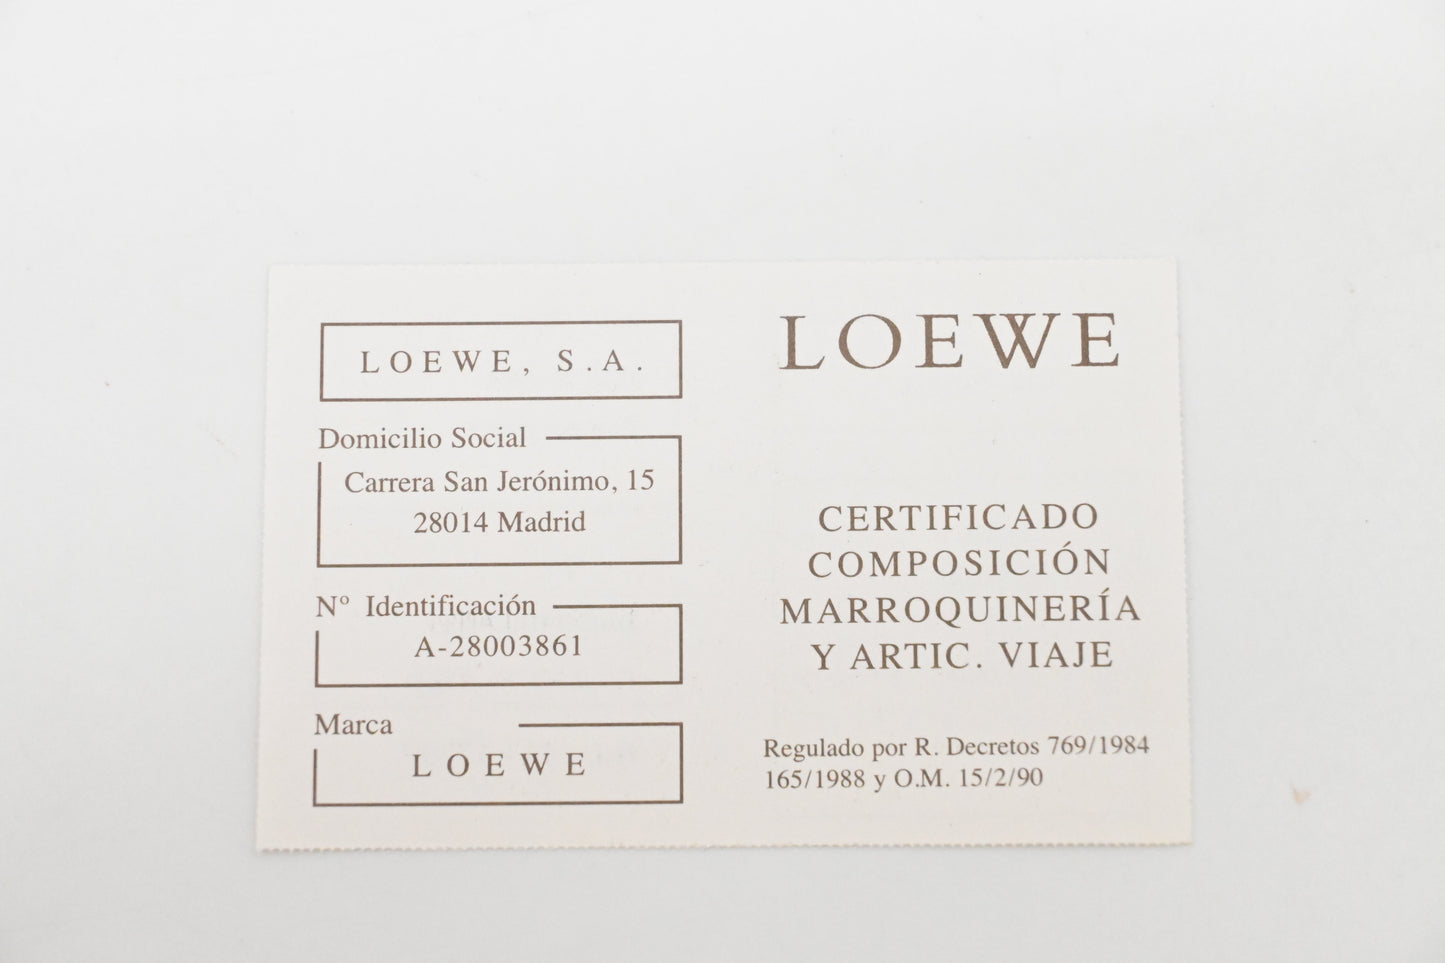 LOEWE, S.A.
Domicilio Social
Carrera San Jerónimo, 15
28014 Madrid
Nº Identificación
A-28003861
Marca
LOEWE
LOEWE
CERTIFICADO
COMPOSICIÓN
MARROQUINERÍA
Y ARTIC. VIAJE
Regulado por R. Decretos 769/1984
165/1988 y O.M. 15/2/90